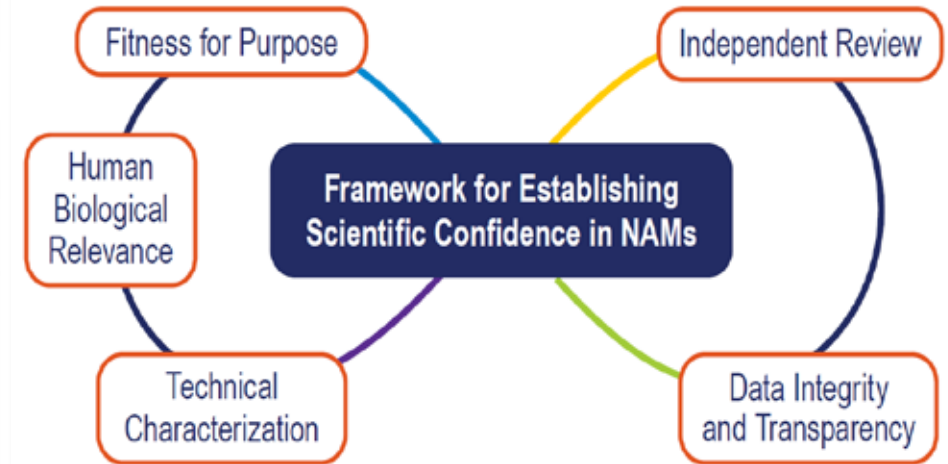 Fitness for Purpose
Independent Review
Human
Biological
Relevance
Framework for Establishing
Scientific Confidence in NAMs
Technical
Characterization
Data Integrity
and Transparency